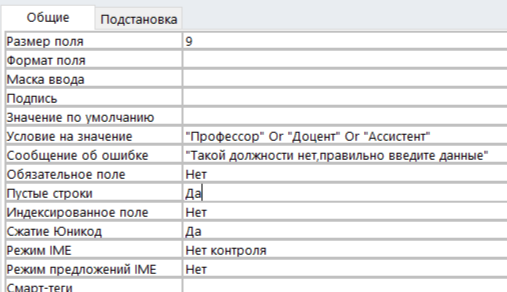 Общие Подстановка
Размер поля 9
Формат поля
Маска ввода
Подпись
Значение по умолчанию
Условие на значение "Профессор" Or "Доцент" Or "Ассистент"
Сообщение об ошибке "Такой должности нет,правильно введите данные"
Обязательное поле Нет
Пустые строки Да
Индексированное поле Нет
Сжатие Юникод Да
Режим IME Нет контроля
Режим предложений IME Нет
Смарт-теги